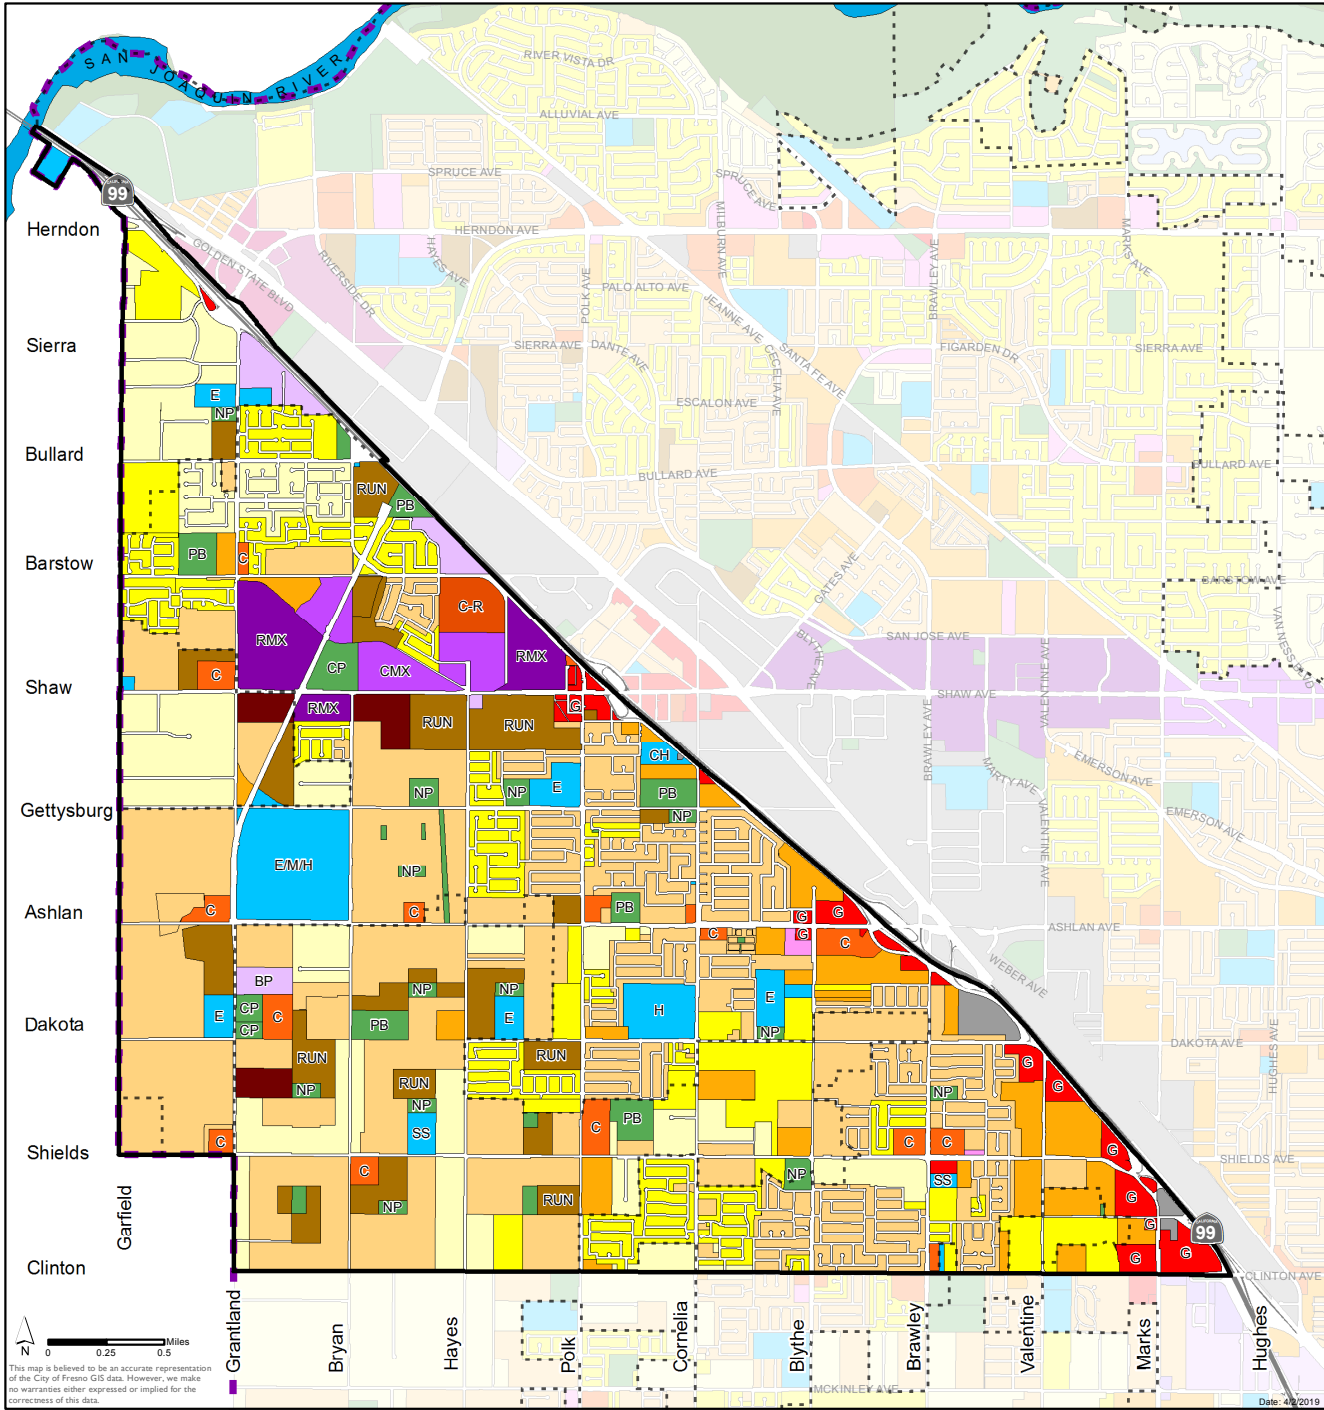 SAN JOAQUIN RIVER
RIVER VISTA DR
ALLUVIAL AVE
SPRUCE AVE
SPRUCE AVE
CALIFORNIA
99
Herndon
HERNDON AVE
MILBURN AVE
MARKS AVE
GOLDEN STATE BLVD
RIVERSIDE DR
HAYES AVE
POLK AVE
PALO ALTO AVE
BRAWLEY AVE
JEANNE AVE
Sierra
SIERRA AVE
DANTE AVE
CECELIA AVE
SANTA FE AVE
FIGARDEN DR
SIERRA AVE
E
NP
ESCALON AVE
Bullard
BULLARD AVE
BULLARD AVE
RUN
PB
Barstow
PB
C
GATES AVE
BARSTOW AVE
C-R
RMX
RMX
BLYTHE AVE
SAN JOSE AVE
VALENTINE AVE
VAN NESS BLVD
C
CP
CMX
Shaw
SHAW AVE
RMX
RUN
RUN
G
BRAWLEY AVE
CH
MARTY AVE
EMERSON AVE
NP
NP
E
PB
Gettysburg
NP
VALENTINE AVE
EMERSON AVE
E/M/H
NP
Ashlan
C
C
PB
G
G
C
G
C
ASHLAN AVE
WEBER AVE
BP
NP
NP
E
CP
C
E
H
E
Dakota
CP
PB
NP
DAKOTA AVE
HUGHES AVE
RUN
RUN
G
NP
RUN
G
NP
NP
SS
C
PB
C
C
C
G
Shields
SHIELDS AVE
C
NP
SS
NP
RUN
G
G
CALIFORNIA
99
G
G
Clinton
CLINTON AVE
Garfield
Grantland
Bryan
Hayes
Polk
Cornelia
Blythe
Brawley
Valentine
Marks
Hughes
N
0 0.25 0.5 Miles
MCKINLEY AVE
This map is believed to be an accurate representation
of the City of Fresno GIS data. However, we make
no warranties either expressed or implied for the
correctness of this data.
Date: 4/2/2019